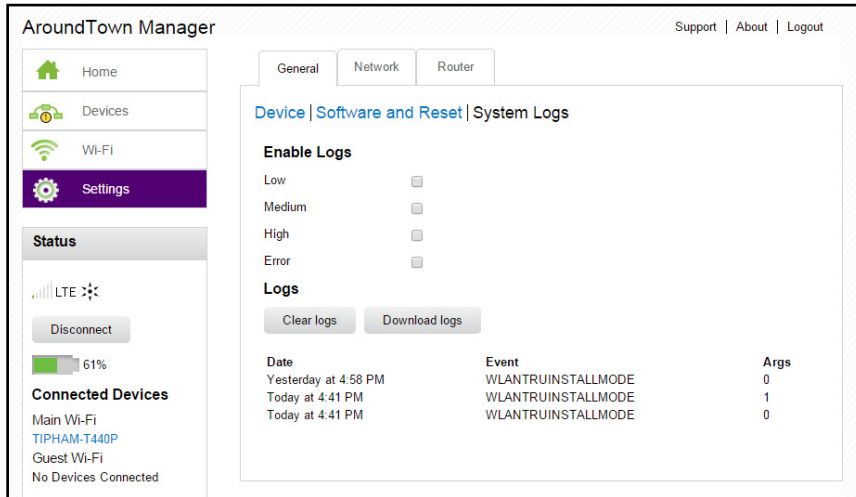 AroundTown Manager
Support | About | Logout
Home
Devices
1
Wi-Fi
Settings
Status
LTE
Disconnect
61%
Connected Devices
Main Wi-Fi
TIPHAM-T440P
Guest Wi-Fi
No Devices Connected
General Network Router
Device | Software and Reset | System Logs
Enable Logs
Low
Medium
High
Error
Logs
Clear logs Download logs
Date Event Args
Yesterday at 4:58 PM WLANTRUINSTALLMODE 0
Today at 4:41 PM WLANTRUINSTALLMODE 1
Today at 4:41 PM WLANTRUINSTALLMODE 0